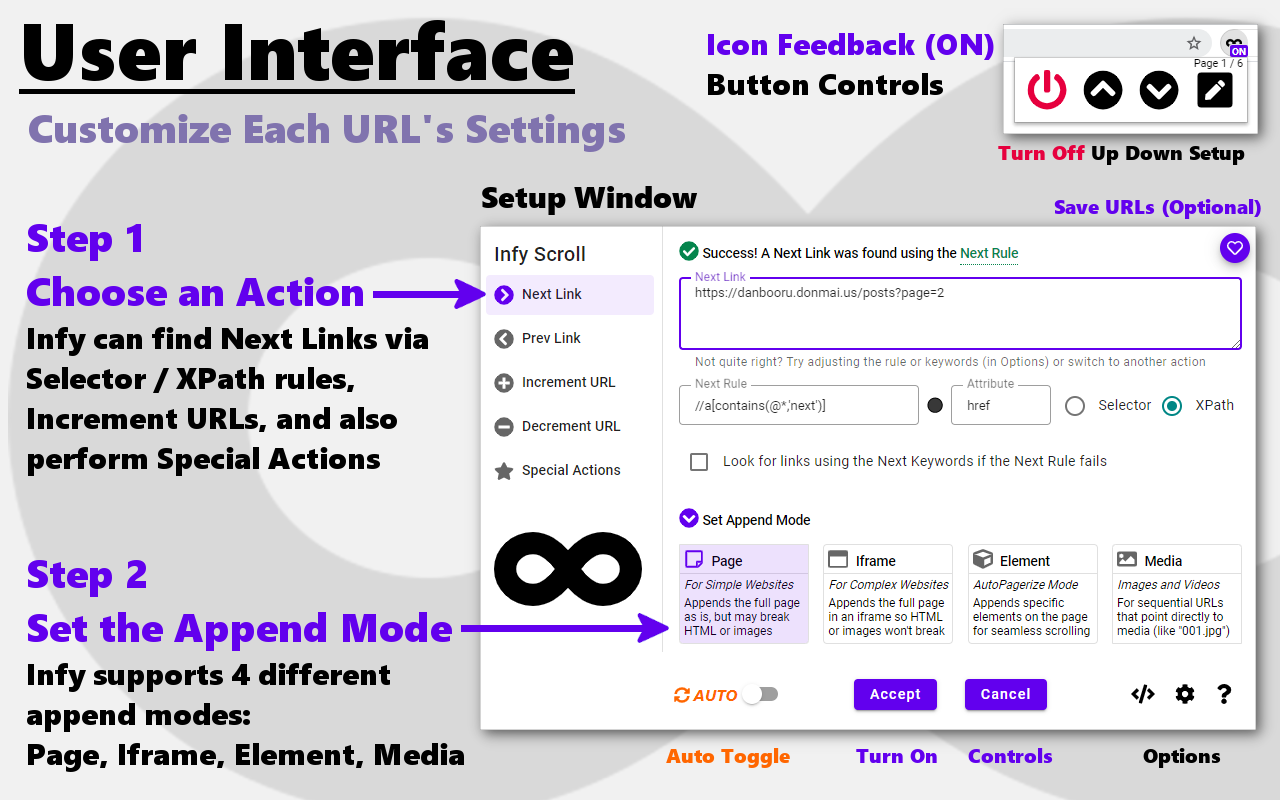 User Interface
Customize Each URL's Settings
Icon Feedback (ON)
Button Controls
ON
Page 1 / 6
Turn Off Up Down Setup
Step 1
Choose an Action
Infy can find Next Links via
Selector / XPath rules,
Increment URLs, and also
perform Special Actions
Step 2
Set the Append Mode
Infy supports 4 different
append modes:
Page, Iframe, Element, Media
Setup Window
Save URLs (Optional)
Infy Scroll
Next Link
Prev Link
Increment URL
Decrement URL
Special Actions
Success! A Next Link was found using the Next Rule
Next Link
https://danbooru.donmai.us/posts?page=2
Not quite right? Try adjusting the rule or keywords (in Options) or switch to another action
Next Rule
//a[contains(@*,'next')]
Attribute
href
Selector
XPath
Look for links using the Next Keywords if the Next Rule fails
Set Append Mode
Page
For Simple Websites
Appends the full page
as is, but may break
HTML or images
Iframe
For Complex Websites
Appends the full page
in an iframe so HTML
or images won't break
Element
AutoPagerize Mode
Appends specific
elements on the page
for seamless scrolling
Media
Images and Videos
For sequential URLs
that point directly to
media (like "001.jpg")
AUTO
Accept
Cancel
</>
?
Auto Toggle
Turn On
Controls
Options